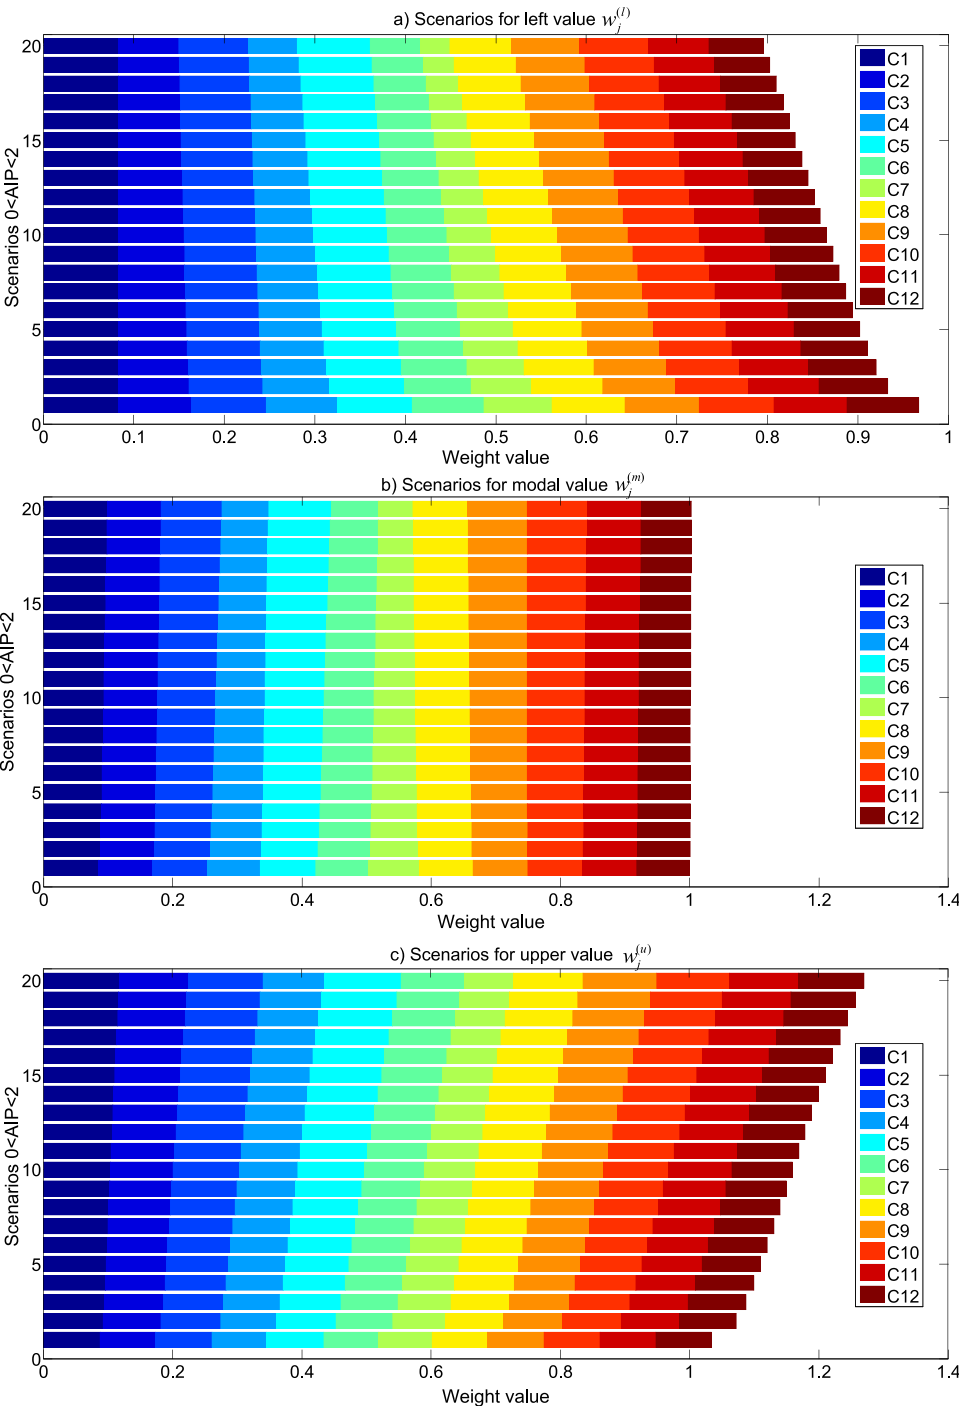 a) Scenarios for left value w_j^(l)
Scenarios 0<AIP<2
20
15
10
5
0
0 0.1 0.2 0.3 0.4 0.5 0.6 0.7 0.8 0.9 1
Weight value
C1
C2
C3
C4
C5
C6
C7
C8
C9
C10
C11
C12
b) Scenarios for modal value w_j^(m)
Scenarios 0<AIP<2
20
15
10
5
0
0 0.2 0.4 0.6 0.8 1 1.2 1.4
Weight value
C1
C2
C3
C4
C5
C6
C7
C8
C9
C10
C11
C12
c) Scenarios for upper value w_j^(u)
Scenarios 0<AIP<2
20
15
10
5
0
0 0.2 0.4 0.6 0.8 1 1.2 1.4
Weight value
C1
C2
C3
C4
C5
C6
C7
C8
C9
C10
C11
C12